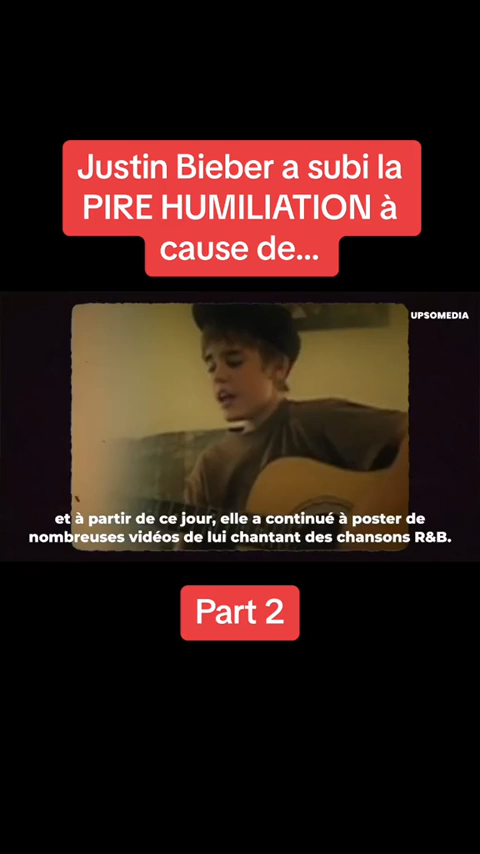 Justin Bieber a subi la
PIRE HUMILIATION à
cause de...
UPSOMEDIA
et à partir de ce jour, elle a continué à poster de
nombreuses vidéos de lui chantant des chansons R&B.
Part 2